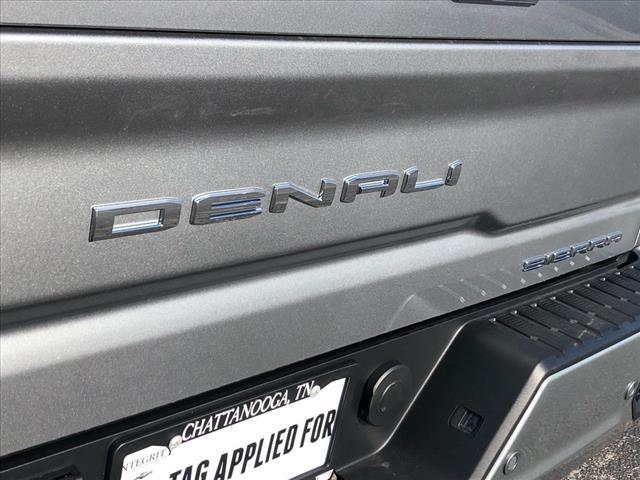 DENALI
SIERRA
CHATTANOOGA, TN
TAG APPLIED FOR